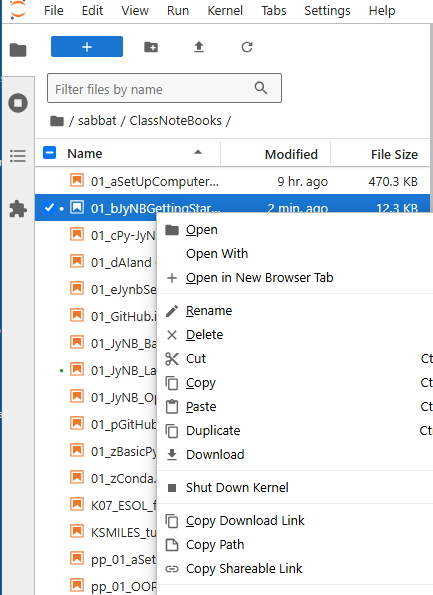 File Edit View Run Kernel Tabs Settings Help
+
Filter files by name
/ sabbat / ClassNoteBooks /
Name Modified File Size
01_aSetUpComputer... 9 hr. ago 470.3 KB
01_bJyNBGettingStar... 2 min. ago 12.3 KB
01_cPy-JyN
Open
01_dAIand
Open With
01_eJynbSe
Open in New Browser Tab
01_GitHub.i
Rename
01_JyNB_Ba
Delete
Cut Ct
01_JyNB_La
Copy Ct
01_JyNB_Op
Paste Ct
01_pGitHub
Duplicate Ct
01_zBasicPy
Download
01_zConda.
Shut Down Kernel
K07_ESOL_f
Copy Download Link
KSMILES_tu
Copy Path
pp_01_aSet
Copy Shareable Link
pp_01_OOP